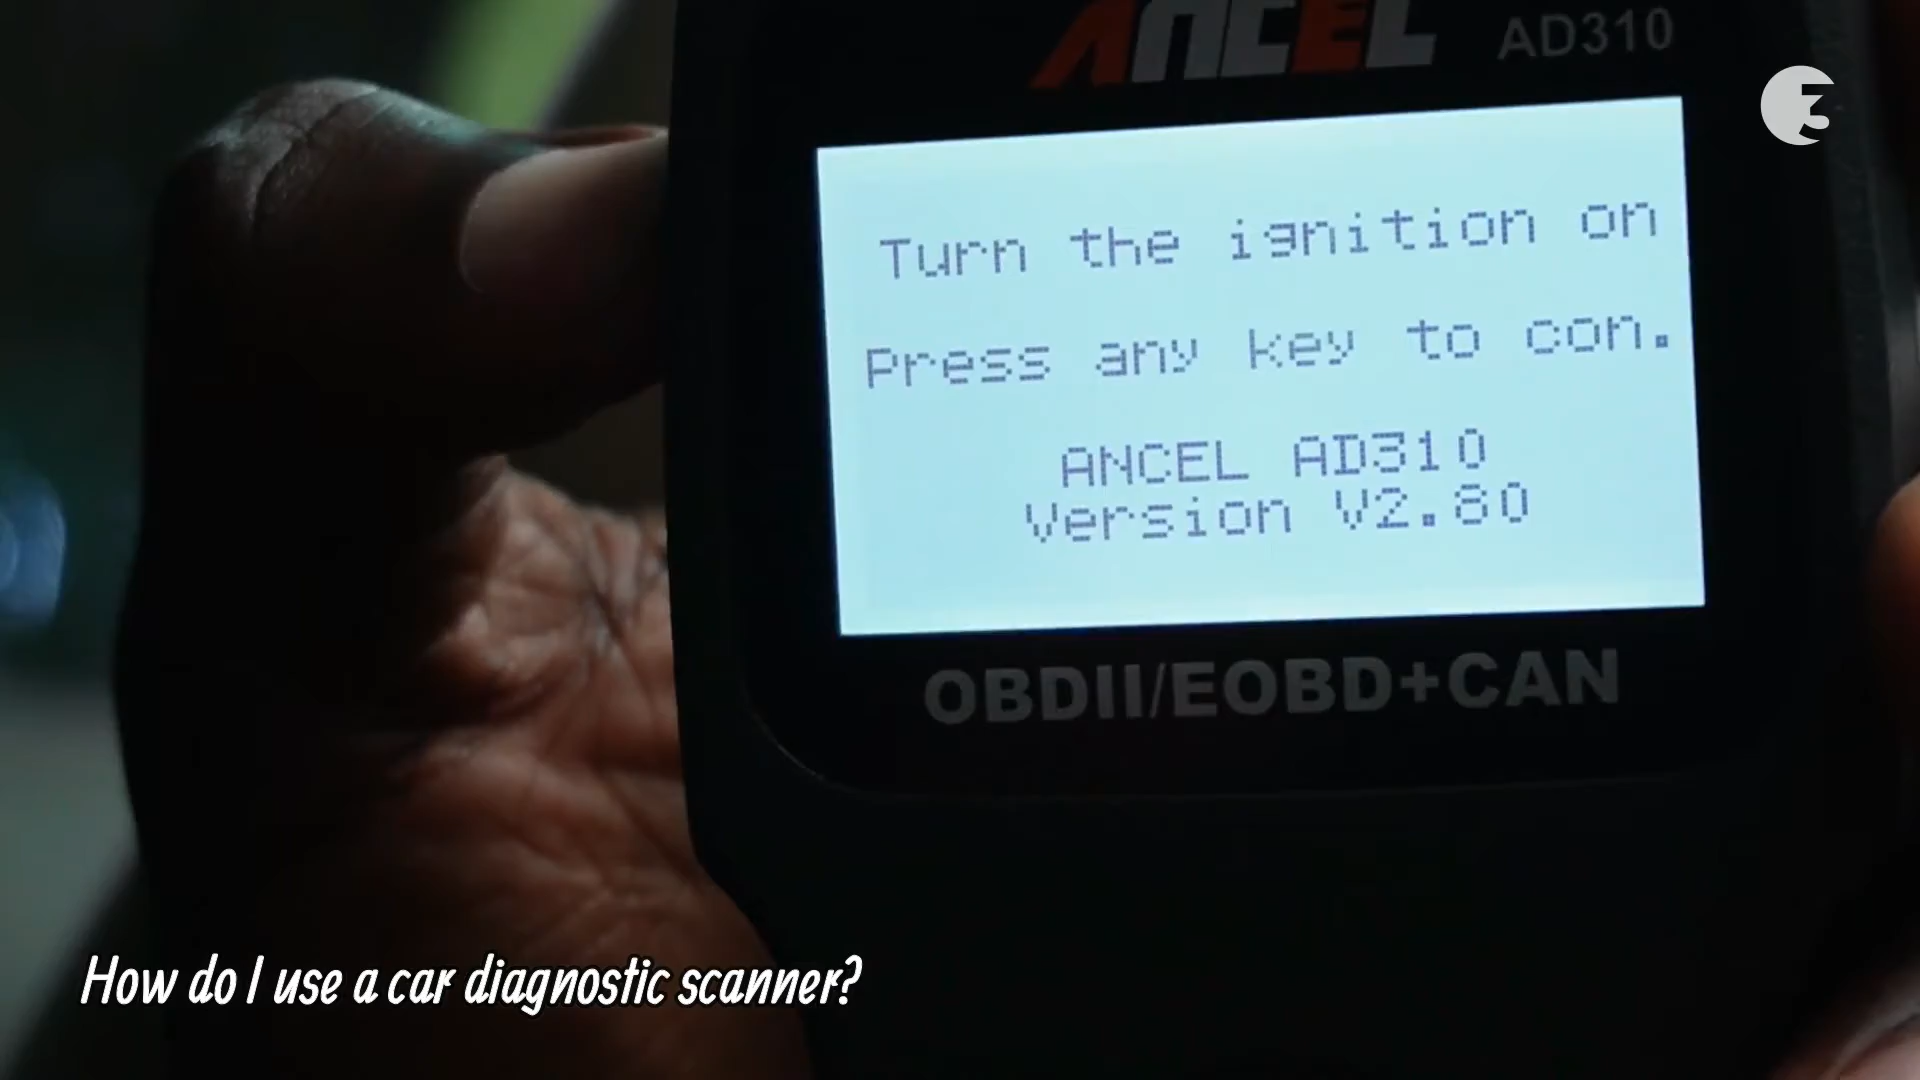 ANCEL AD310
3
Turn the ignition on
Press any key to con.
ANCEL AD310
Version V2.80
OBDII/EOBD+CAN
How do I use a car diagnostic scanner?